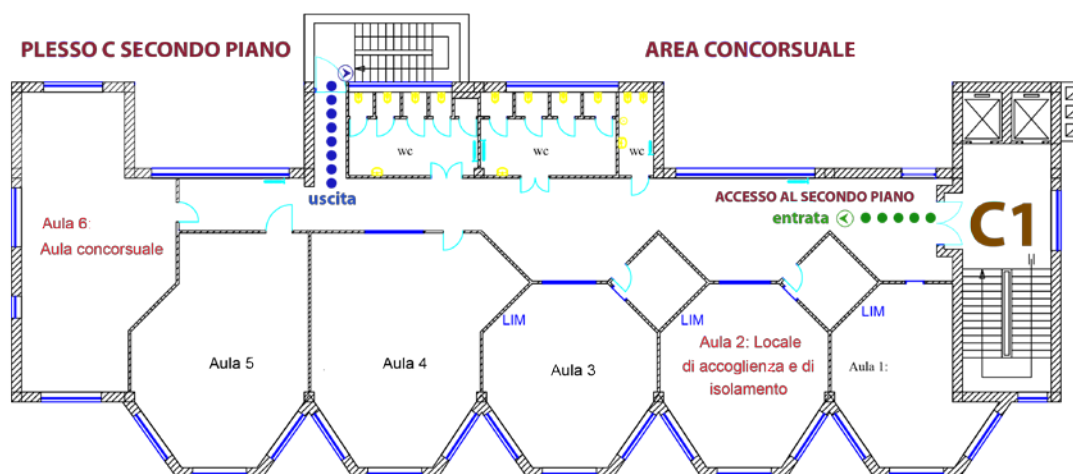 PLESSO C SECONDO PIANO
AREA CONCORSUALE
wc
wc
wc
uscita
ACCESSO AL SECONDO PIANO
entrata
C1
Aula 6:
Aula concorsuale
LIM
LIM
LIM
Aula 5
Aula 4
Aula 3
Aula 2: Locale
di accoglienza e di
isolamento
Aula 1: